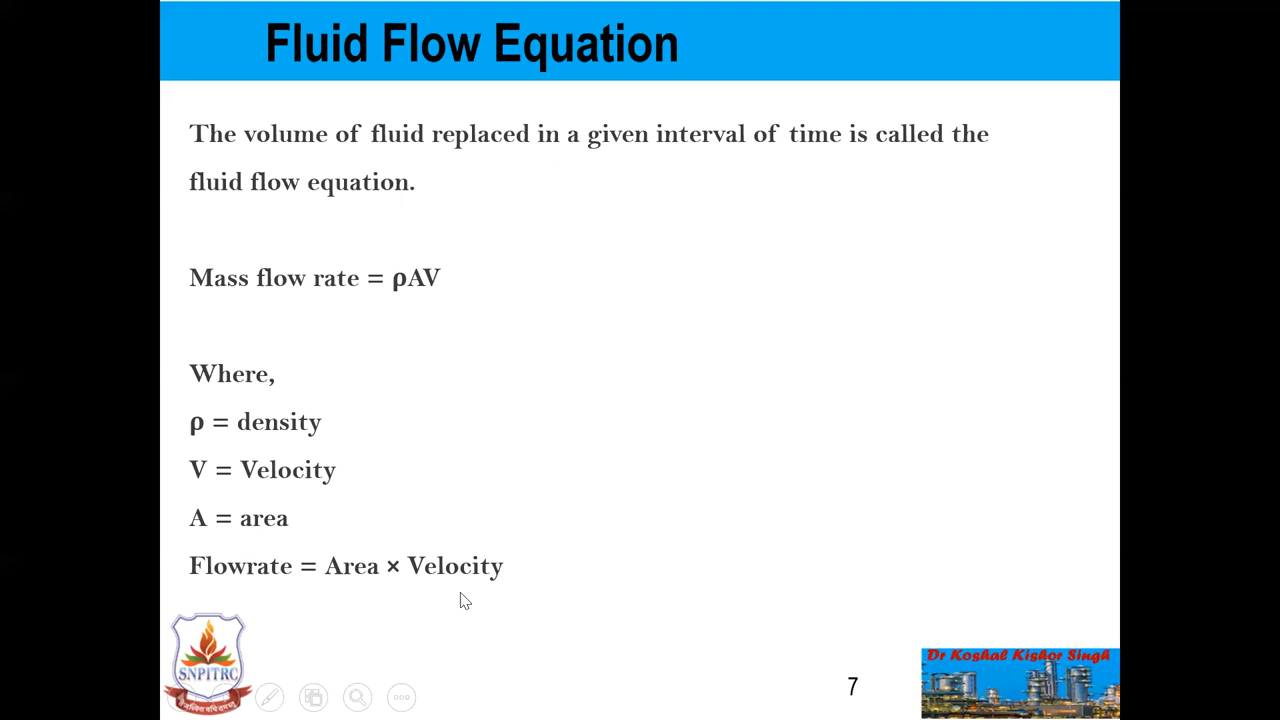 Fluid Flow Equation
The volume of fluid replaced in a given interval of time is called the
fluid flow equation.
Mass flow rate = ρAV
Where,
ρ = density
V = Velocity
A = area
Flowrate = Area × Velocity
SNPITRC
Dr Koshal Kishor Singh
7